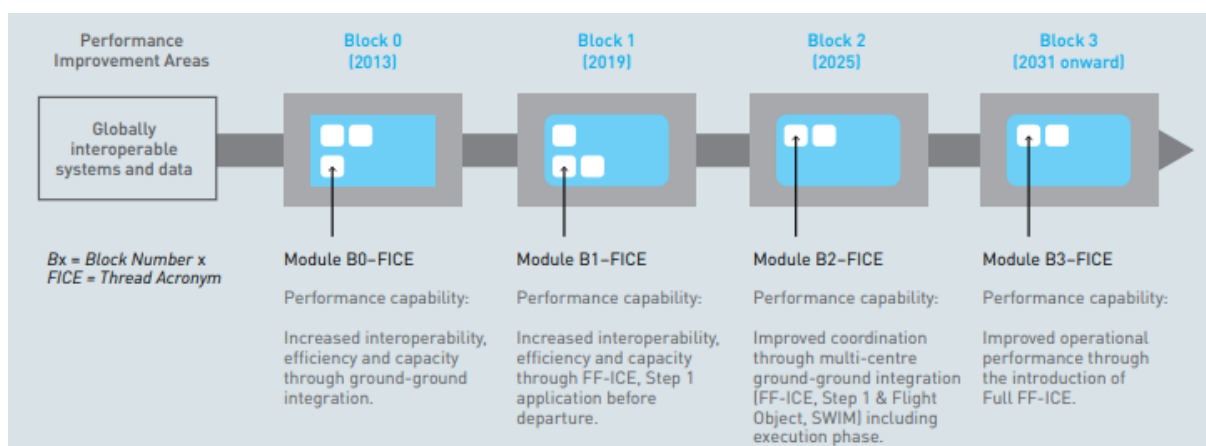 Performance
Improvement Areas
Block 0
(2013)
Block 1
(2019)
Block 2
(2025)
Block 3
(2031 onward)
Globally
interoperable
systems and data
Bx = Block Number x
FICE = Thread Acronym
Module B0–FICE
Performance capability:
Increased interoperability,
efficiency and capacity
through ground-ground
integration.
Module B1–FICE
Performance capability:
Increased interoperability,
efficiency and capacity
through FF-ICE, Step 1
application before
departure.
Module B2–FICE
Performance capability:
Improved coordination
through multi-centre
ground-ground integration
(FF-ICE, Step 1 & Flight
Object, SWIM) including
execution phase.
Module B3–FICE
Performance capability:
Improved operational
performance through
the introduction of
Full FF-ICE.